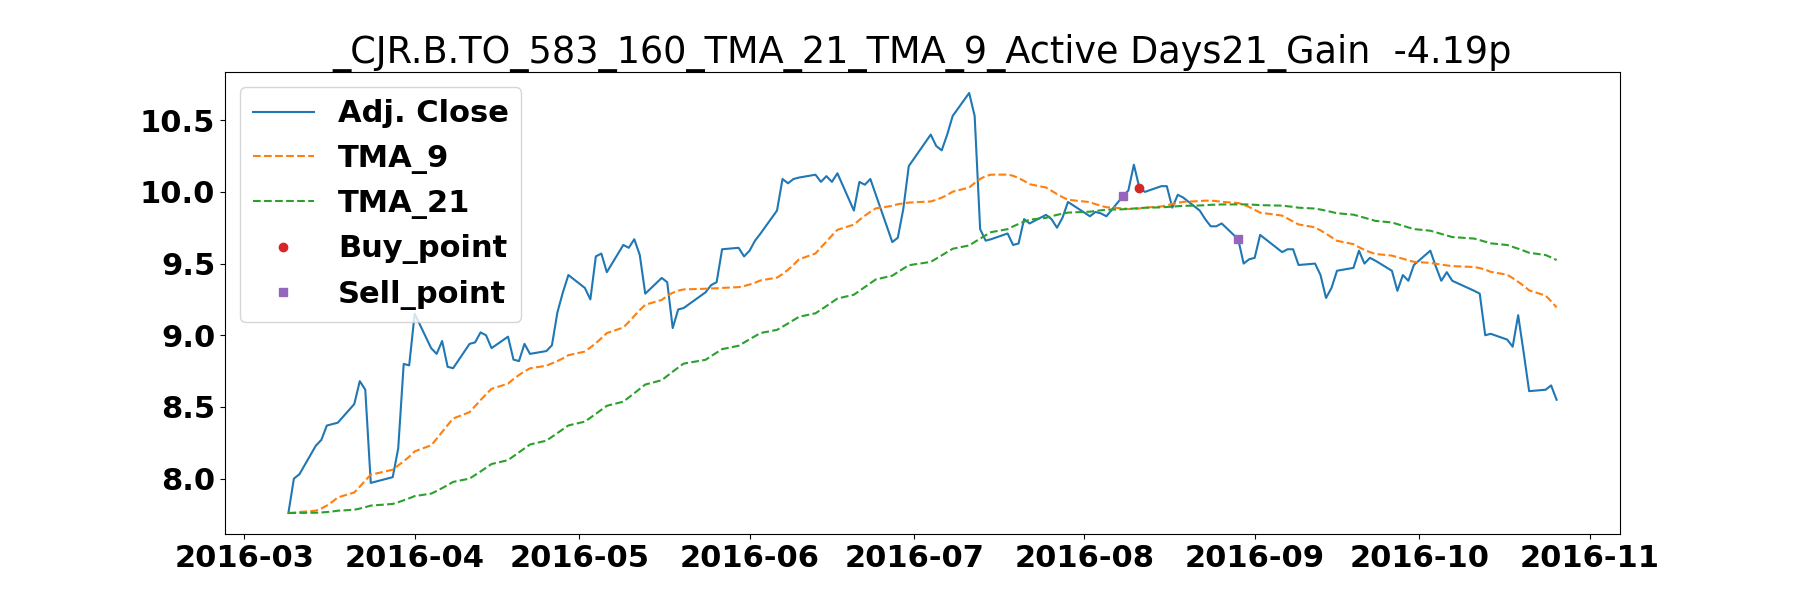 _CJR.B.TO_583_160_TMA_21_TMA_9_Active Days21_Gain  -4.19p
Adj. Close
TMA_9
TMA_21
Buy_point
Sell_point
10.5
10.0
9.5
9.0
8.5
8.0
2016-03 2016-04 2016-05 2016-06 2016-07 2016-08 2016-09 2016-10 2016-11